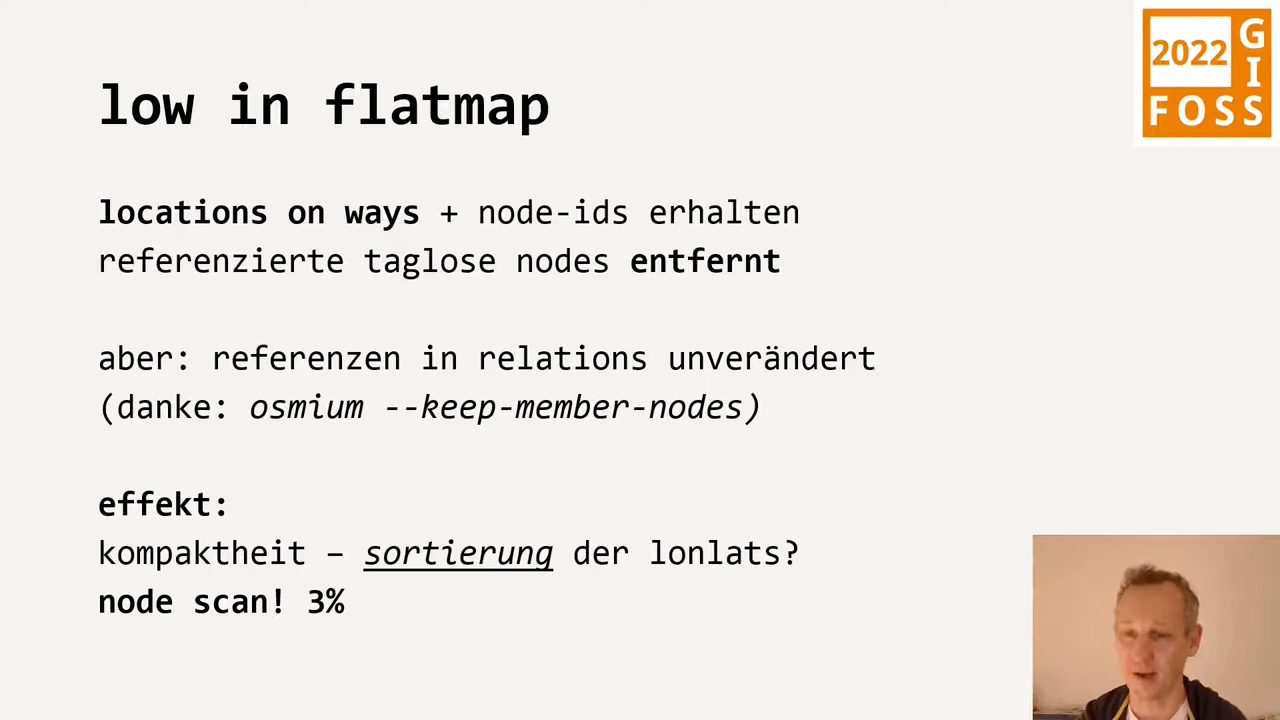 low in flatmap
2022
G
I
FOSS
locations on ways + node-ids erhalten
referenzierte taglose nodes entfernt
aber: referenzen in relations unverändert
(danke: osmium --keep-member-nodes)
effekt:
kompaktheit – sortierung der lonlats?
node scan! 3%